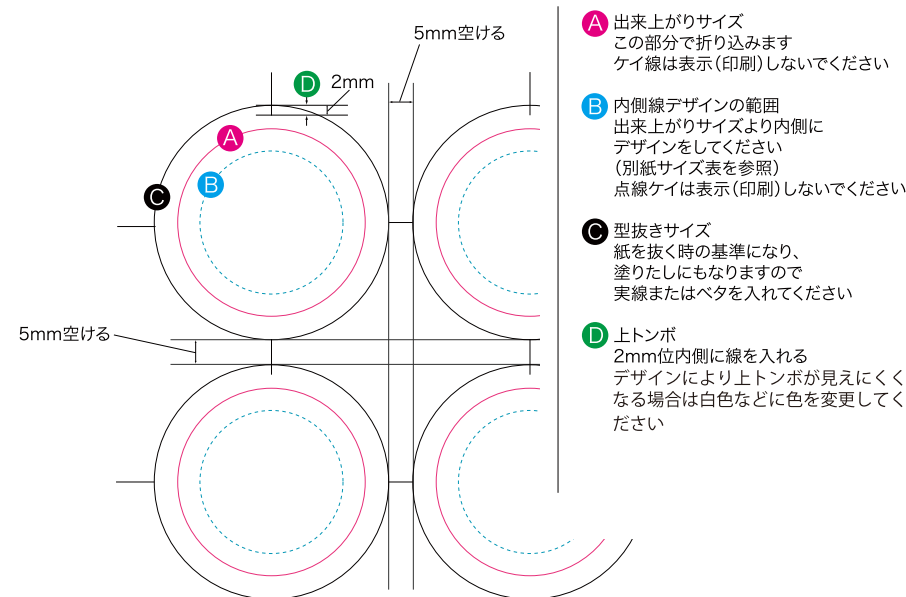 5mm空ける
D 2mm
A
B
C
5mm空ける
A 出来上がりサイズ
この部分で折り込みます
ケイ線は表示（印刷）しないでください
B 内側線デザインの範囲
出来上がりサイズより内側に
デザインをしてください
（別紙サイズ表を参照）
点線ケイは表示（印刷）しないでください
C 型抜きサイズ
紙を抜く時の基準になり、
塗りたしにもなりますので
実線またはベタを入れてください
D 上トンボ
2mm位内側に線を入れる
デザインにより上トンボが見えにくく
なる場合は白色などに色を変更してく
ださい